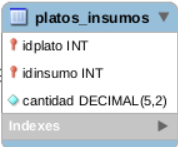 platos_insumos
idplato INT
idinsumo INT
cantidad DECIMAL(5,2)
Indexes